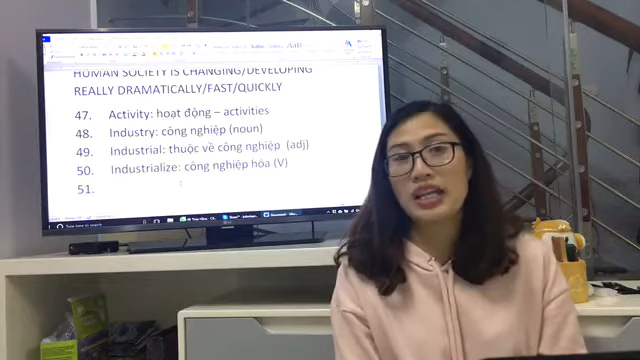 HUMAN SOCIETY IS CHANGING/DEVELOPING
REALLY DRAMATICALLY/FAST/QUICKLY
47. Activity: hoạt động – activities
48. Industry: công nghiệp (noun)
49. Industrial: thuộc về công nghiệp (adj)
50. Industrialize: công nghiệp hóa (V)
51.